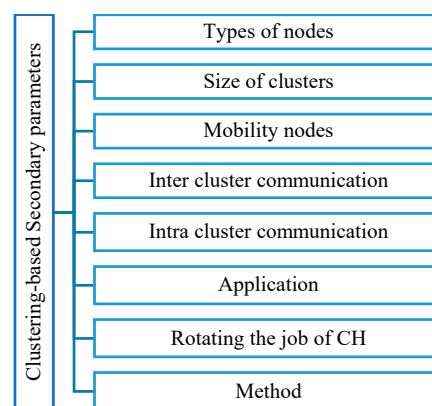 Clustering-based Secondary parameters
Types of nodes
Size of clusters
Mobility nodes
Inter cluster communication
Intra cluster communication
Application
Rotating the job of CH
Method